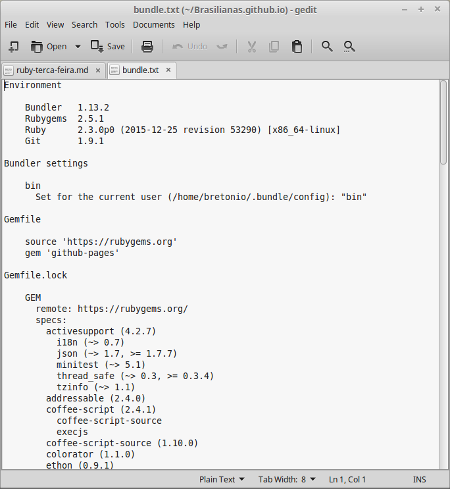 bundle.txt (~/Brasilianas.github.io) - gedit
File Edit View Search Tools Documents Help
Open Save Undo
ruby-terca-feira.md × bundle.txt ×
Environment
Bundler 1.13.2
Rubygems 2.5.1
Ruby 2.3.0p0 (2015-12-25 revision 53290) [x86_64-linux]
Git 1.9.1
Bundler settings
bin
Set for the current user (/home/bretonio/.bundle/config): "bin"
Gemfile
source 'https://rubygems.org'
gem 'github-pages'
Gemfile.lock
GEM
remote: https://rubygems.org/
specs:
activesupport (4.2.7)
i18n (~> 0.7)
json (~> 1.7, >= 1.7.7)
minitest (~> 5.1)
thread_safe (~> 0.3, >= 0.3.4)
tzinfo (~> 1.1)
addressable (2.4.0)
coffee-script (2.4.1)
coffee-script-source
execjs
coffee-script-source (1.10.0)
colorator (1.1.0)
ethon (0.9.1)
Plain Text Tab Width: 8 Ln 1, Col 1 INS